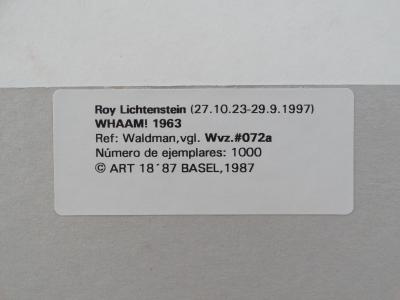 Roy Lichtenstein (27.10.23-29.9.1997)
WHAAM! 1963
Ref: Waldman,vgl. Wvz.#072a
Número de ejemplares: 1000
© ART 18´87 BASEL,1987